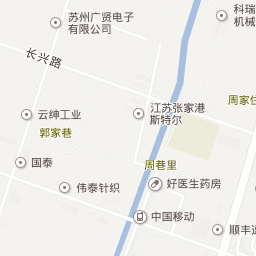 苏州广贤电子
有限公司
科瑞
机械
长兴路
云绅工业
郭家巷
江苏张家港
斯特尔
周家住
国泰
周巷里
伟泰针织
好医生药房
中国移动
顺丰速